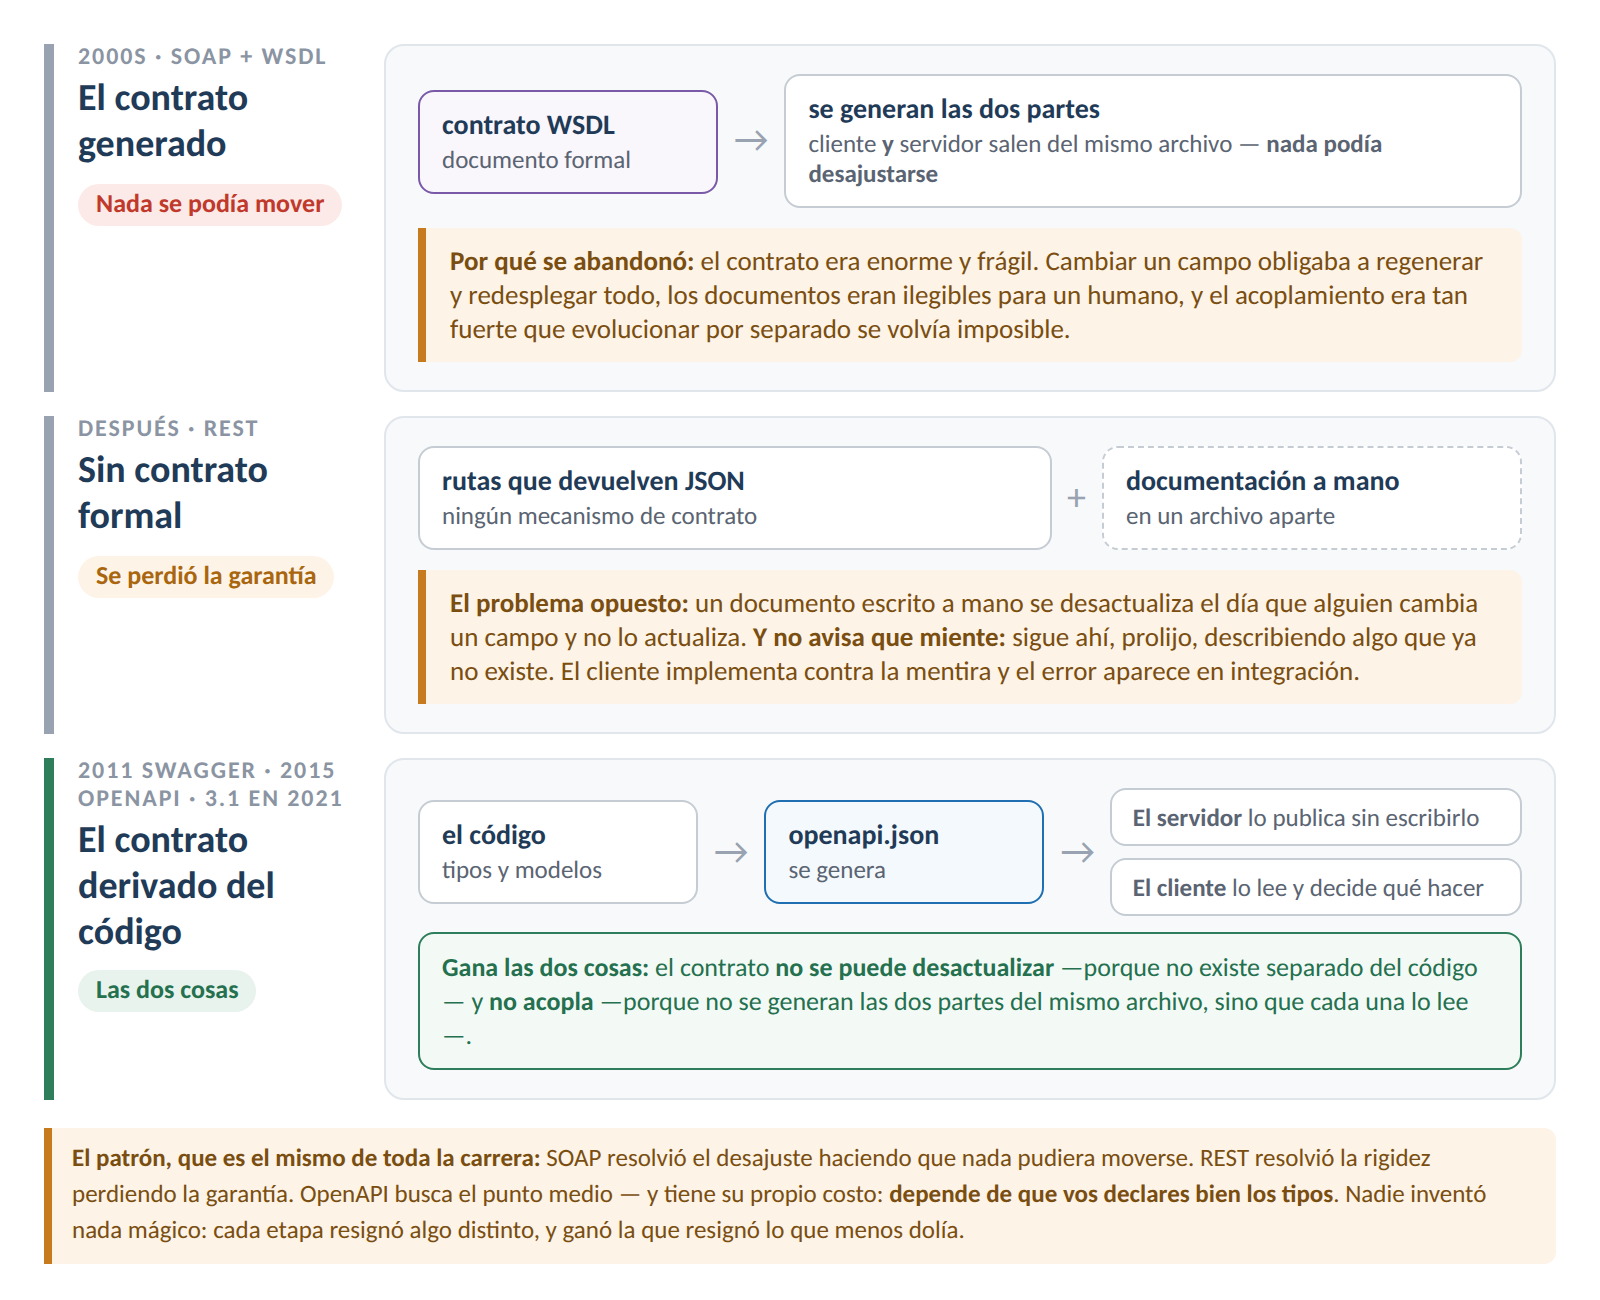 2000S · SOAP + WSDL
El contrato
generado
Nada se podía mover
contrato WSDL
documento formal
→
se generan las dos partes
cliente y servidor salen del mismo archivo — nada podía
desajustarse
Por qué se abandonó: el contrato era enorme y frágil. Cambiar un campo obligaba a regenerar
y redesplegar todo, los documentos eran ilegibles para un humano, y el acoplamiento era tan
fuerte que evolucionar por separado se volvía imposible.
DESPUÉS · REST
Sin contrato
formal
Se perdió la garantía
rutas que devuelven JSON
ningún mecanismo de contrato
+
documentación a mano
en un archivo aparte
El problema opuesto: un documento escrito a mano se desactualiza el día que alguien cambia
un campo y no lo actualiza. Y no avisa que miente: sigue ahí, prolijo, describiendo algo que ya
no existe. El cliente implementa contra la mentira y el error aparece en integración.
2011 SWAGGER · 2015
OPENAPI · 3.1 EN 2021
El contrato
derivado del
código
Las dos cosas
el código
tipos y modelos
→
openapi.json
se genera
→
El servidor lo publica sin escribirlo
El cliente lo lee y decide qué hacer
Gana las dos cosas: el contrato no se puede desactualizar —porque no existe separado del código
— y no acopla —porque no se generan las dos partes del mismo archivo, sino que cada una lo lee
—.
El patrón, que es el mismo de toda la carrera: SOAP resolvió el desajuste haciendo que nada pudiera moverse. REST resolvió la rigidez
perdiendo la garantía. OpenAPI busca el punto medio — y tiene su propio costo: depende de que vos declares bien los tipos. Nadie inventó
nada mágico: cada etapa resignó algo distinto, y ganó la que resignó lo que menos dolía.